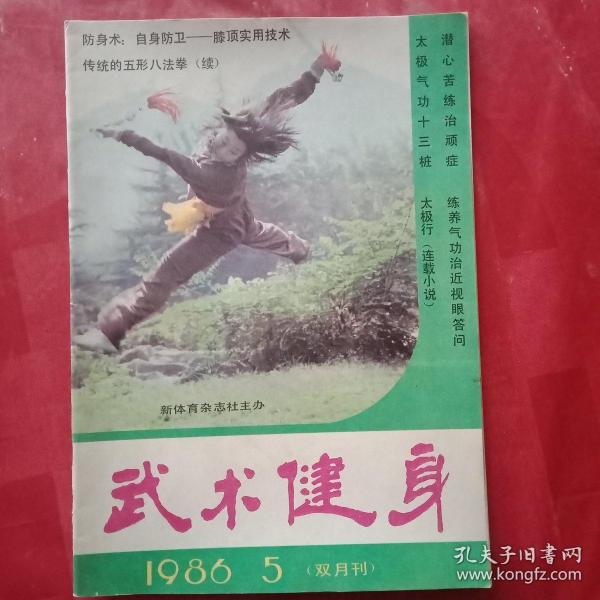 防身术：自身防卫——膝顶实用技术
传统的五形八法拳（续）
潜心苦练治顽症
太极气功十三桩
练养气功治近视眼答问
太极行（连载小说）
新体育杂志社主办
武术健身
1986 5（双月刊）
孔夫子旧书网
www.kongfz.com